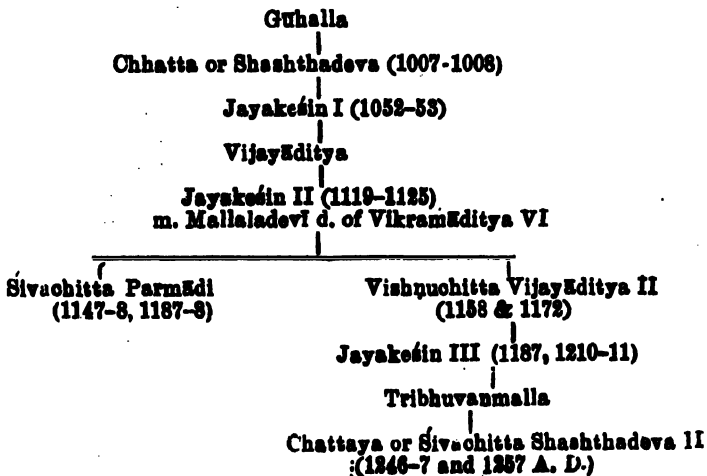 Gūhalla
Chhatta or Shashthadeva (1007-1008)
Jayakeśin I (1052-53)
Vijayāditya
Jayakeśin II (1119-1125)
m. Mallaladevī d. of Vikramāditya VI
Śivachitta Parmādi
(1147-8, 1187-8)
Vishṇuchitta Vijayāditya II
(1158 & 1172)
Jayakeśin III (1187, 1210-11)
Tribhuvanmalla
Chattaya or Śivachitta Shashthadeva II
(1246-7 and 1257 A. D.)